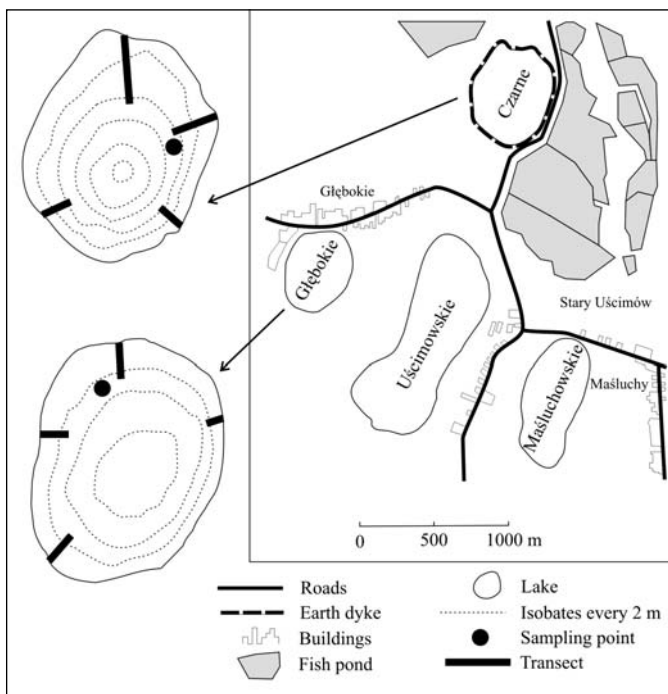 Czarne
Głębokie
Głębokie
Uścimowskie
Stary Uścimów
Maśluchowskie
Maśluchy
0 500 1000 m
Roads
Lake
Earth dyke
Isobates every 2 m
Buildings
Sampling point
Fish pond
Transect